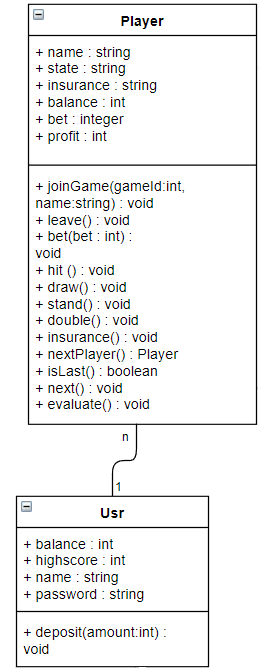 Player
+ name : string
+ state : string
+ insurance : string
+ balance : int
+ bet : integer
+ profit : int
+ joinGame(gameId:int,
name:string) : void
+ leave() : void
+ bet(bet : int) :
void
+ hit () : void
+ draw() : void
+ stand() : void
+ double() : void
+ insurance() : void
+ nextPlayer() : Player
+ isLast() : boolean
+ next() : void
+ evaluate() : void
n
1
Usr
+ balance : int
+ highscore : int
+ name : string
+ password : string
+ deposit(amount:int) :
void